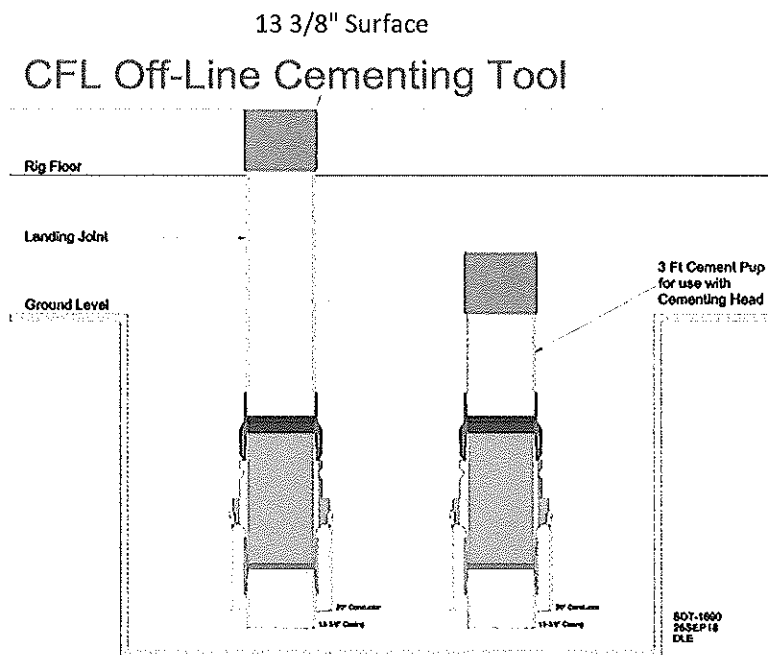 13 3/8" Surface
CFL Off-Line Cementing Tool
Rig Floor
Landing Joint
3 Ft Cement Pup
for use with
Cementing Head
Ground Level
20" Conductor
13-3/8" Casing
20" Conductor
13-3/8" Casing
SDT-1600
26SEP18
DLE